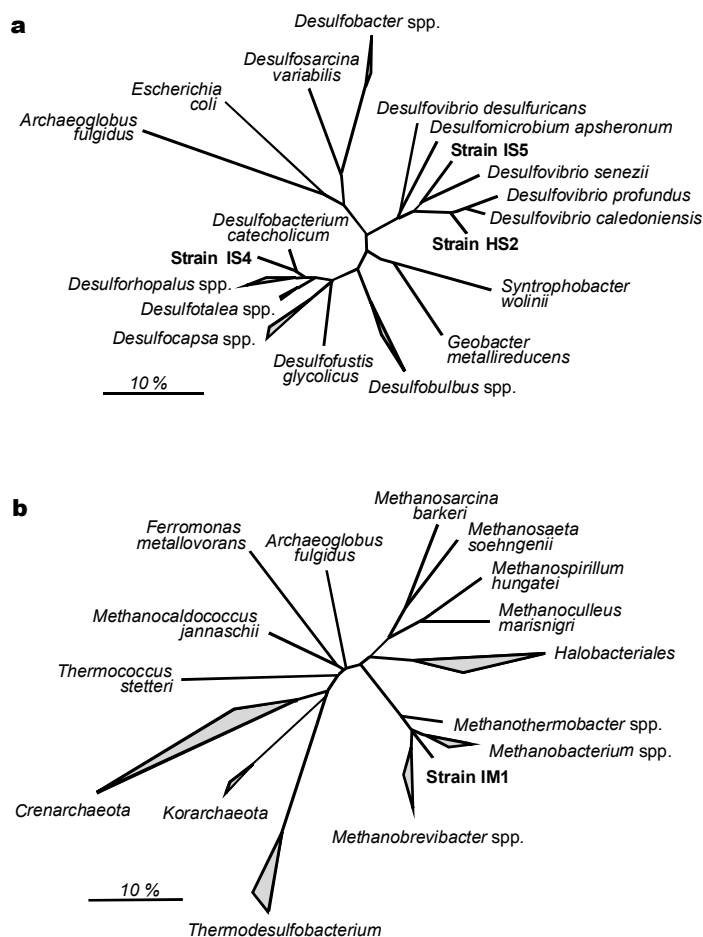 a
Desulfobacter spp.
Desulfosarcina
variabilis
Escherichia
coli
Archaeoglobus
fulgidus
Desulfovibrio desulfuricans
Desulfomicrobium apsheronum
Strain IS5
Desulfovibrio senezii
Desulfovibrio profundus
Desulfovibrio caledoniensis
Strain HS2
Desulfobacterium
catecholicum
Strain IS4
Desulforhopalus spp.
Desulfotalea spp.
Desulfocapsa spp.
Desulfofustis
glycolicus
Desulfobulbus spp.
Syntrophobacter
wolinii
Geobacter
metallireducens
10 %
b
Methanosarcina
barkeri
Ferromonas
metallovorans
Archaeoglobus
fulgidus
Methanosaeta
soehngenii
Methanospirillum
hungatei
Methanocaldococcus
jannaschii
Methanoculleus
marisnigri
Halobacteriales
Thermococcus
stetteri
Methanothermobacter spp.
Methanobacterium spp.
Strain IM1
Crenarchaeota
Korarchaeota
Methanobrevibacter spp.
10 %
Thermodesulfobacterium